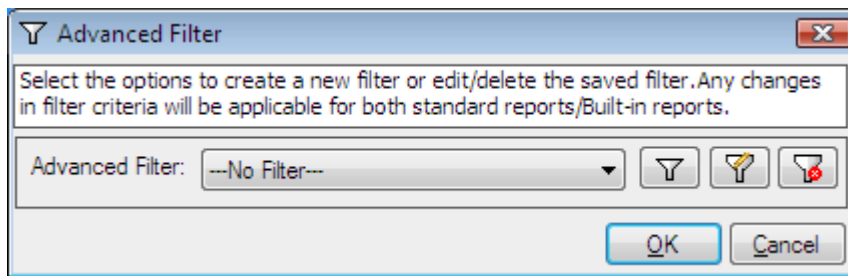 Advanced Filter
Select the options to create a new filter or edit/delete the saved filter.Any changes
in filter criteria will be applicable for both standard reports/Built-in reports.
Advanced Filter: ---No Filter---
OK Cancel